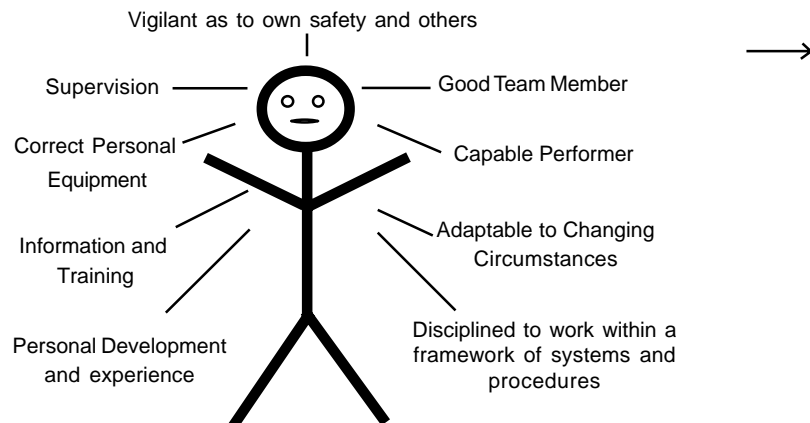 Vigilant as to own safety and others
Supervision
Good Team Member
Correct Personal
Equipment
Capable Performer
Information and
Training
Adaptable to Changing
Circumstances
Personal Development
and experience
Disciplined to work within a
framework of systems and
procedures